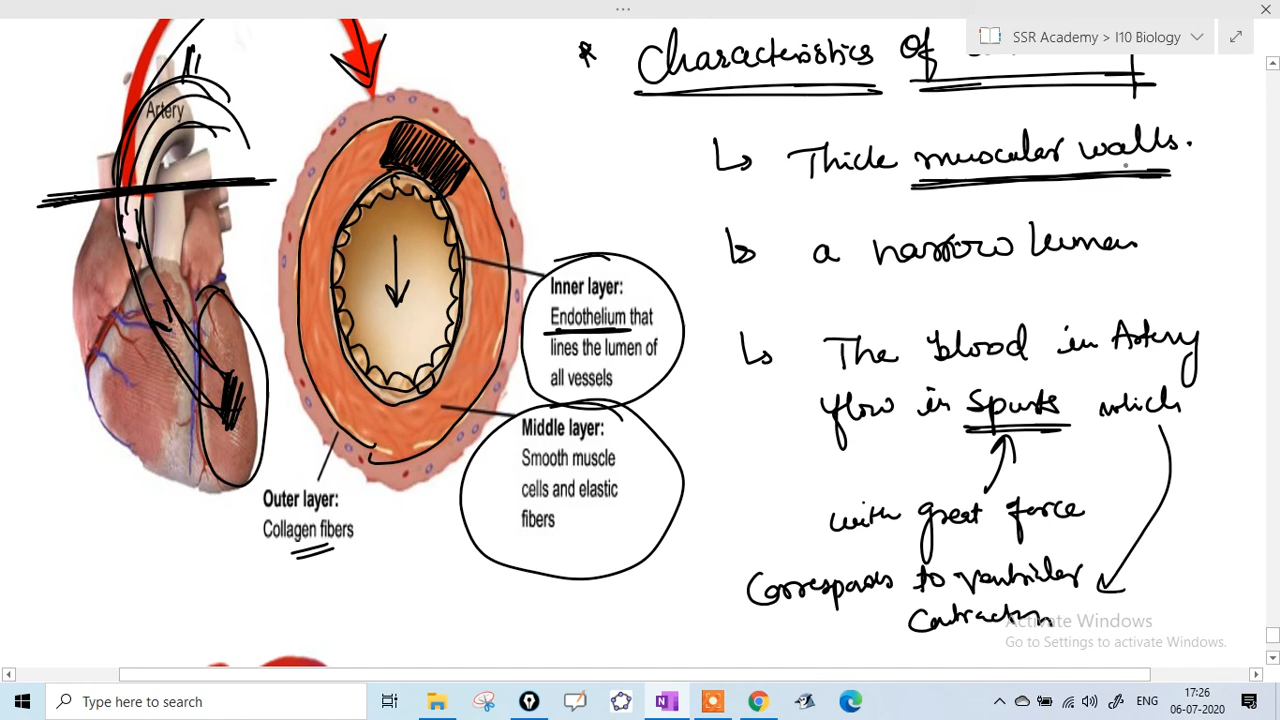 SSR Academy > I10 Biology
* Characteristics of
Artery
↳ Thick muscular walls.
↳ a narrow lumen
Inner layer:
Endothelium that
lines the lumen of
all vessels
↳ The blood in Artery
flow in Spurts which
with great force
Corresponds to ventricular
Contraction
Middle layer:
Smooth muscle
cells and elastic
fibers
Outer layer:
Collagen fibers
Activate Windows
Go to Settings to activate Windows.
Type here to search
ENG
17:26
06-07-2020